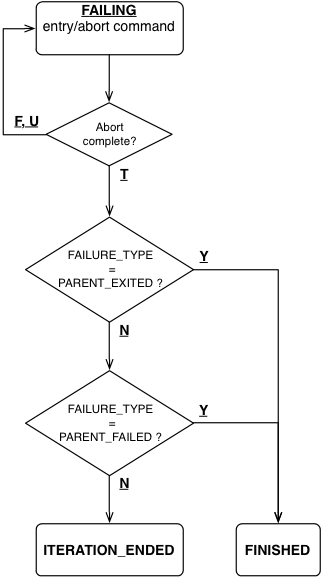 FAILING
entry/abort command
F, U
Abort
complete?
T
FAILURE_TYPE
=
PARENT_EXITED ?
Y
N
FAILURE_TYPE
=
PARENT_FAILED ?
Y
N
ITERATION_ENDED
FINISHED